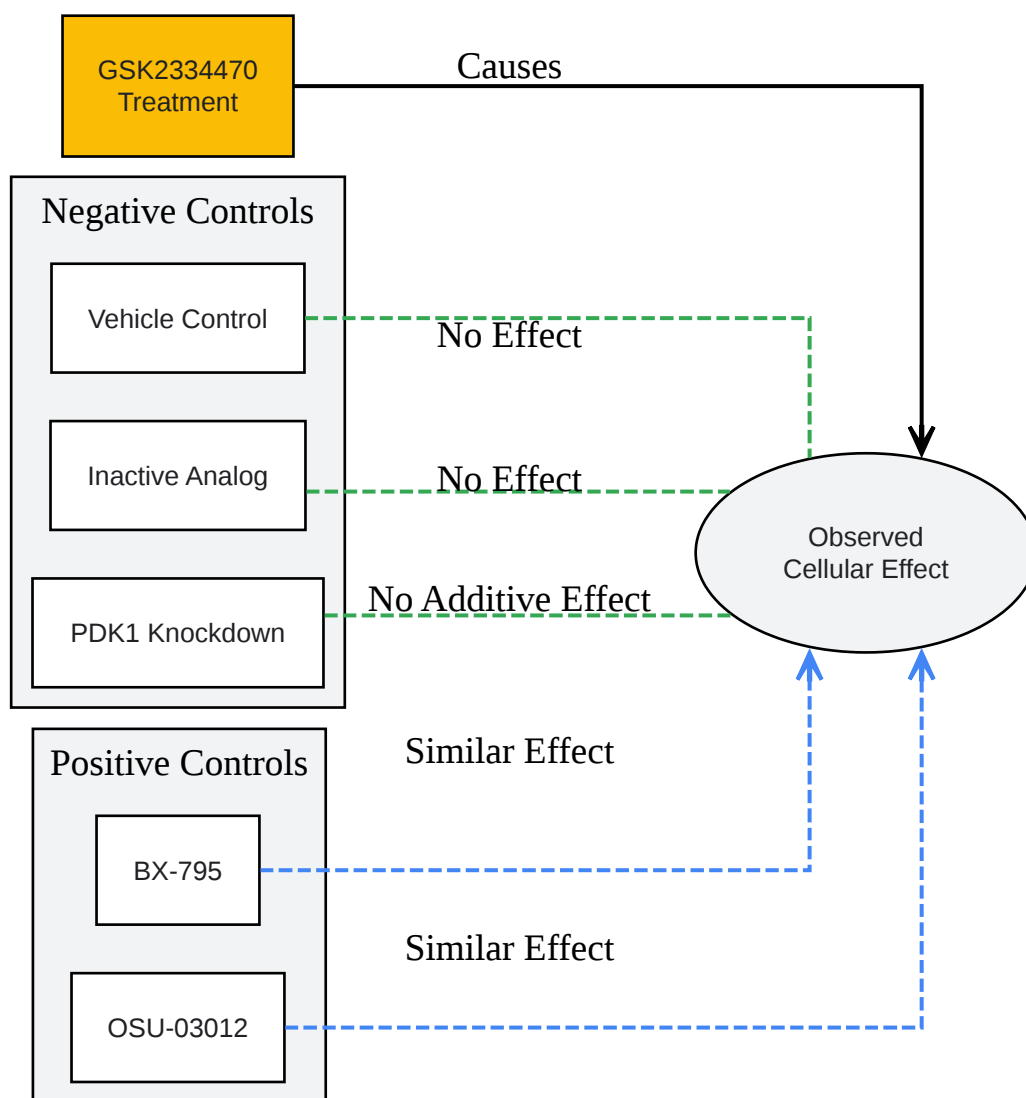 GSK2334470
Treatment
Causes
Negative Controls
Vehicle Control
No Effect
Inactive Analog
No Effect
PDK1 Knockdown
No Additive Effect
Observed
Cellular Effect
Positive Controls
Similar Effect
BX-795
Similar Effect
OSU-03012